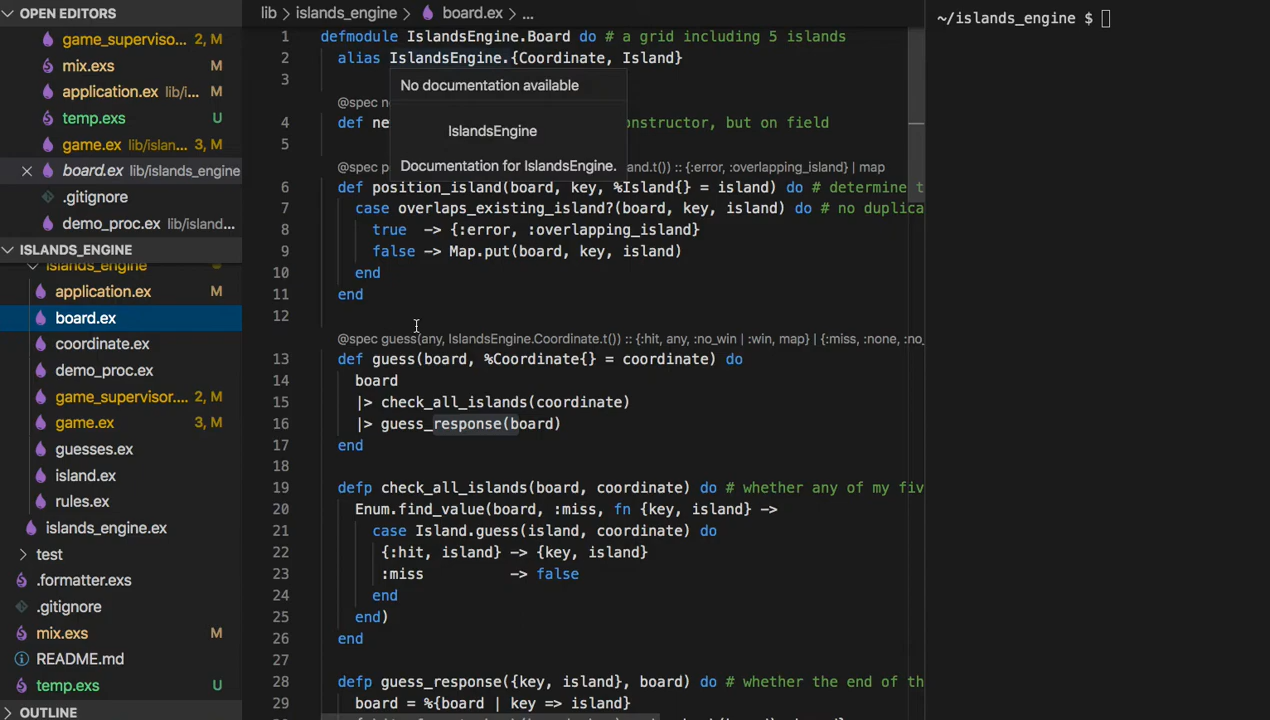 OPEN EDITORS
game_superviso... 2, M
mix.exs M
application.ex lib/i... M
temp.exs U
game.ex lib/islan... 3, M
board.ex lib/islands_engine
.gitignore
demo_proc.ex lib/island...
ISLANDS_ENGINE
islands_engine
application.ex M
board.ex
coordinate.ex
demo_proc.ex
game_supervisor.... 2, M
game.ex 3, M
guesses.ex
island.ex
rules.ex
islands_engine.ex
test
.formatter.exs
.gitignore
mix.exs M
README.md
temp.exs U
OUTLINE
lib > islands_engine > board.ex > ...
1 defmodule IslandsEngine.Board do # a grid including 5 islands
2 alias IslandsEngine.{Coordinate, Island}
3
No documentation available
@spec
4 def onstructor, but on field
IslandsEngine
5
Documentation for IslandsEngine.
@spec land.t()) :: {:error, :overlapping_island} | map
6 def position_island(board, key, %Island{} = island) do # determine
7 case overlaps_existing_island?(board, key, island) do # no duplica
8 true -> {:error, :overlapping_island}
9 false -> Map.put(board, key, island)
10 end
11 end
12
@spec guess(any, IslandsEngine.Coordinate.t()) :: {:hit, any, :no_win | :win, map} | {:miss, :none, :no_
13 def guess(board, %Coordinate{} = coordinate) do
14 board
15 |> check_all_islands(coordinate)
16 |> guess_response(board)
17 end
18
19 defp check_all_islands(board, coordinate) do # whether any of my fiv
20 Enum.find_value(board, :miss, fn {key, island} ->
21 case Island.guess(island, coordinate) do
22 {:hit, island} -> {key, island}
23 :miss -> false
24 end
25 end)
26 end
27
28 defp guess_response({key, island}, board) do # whether the end of th
29 board = %{board | key => island}
~/islands_engine $